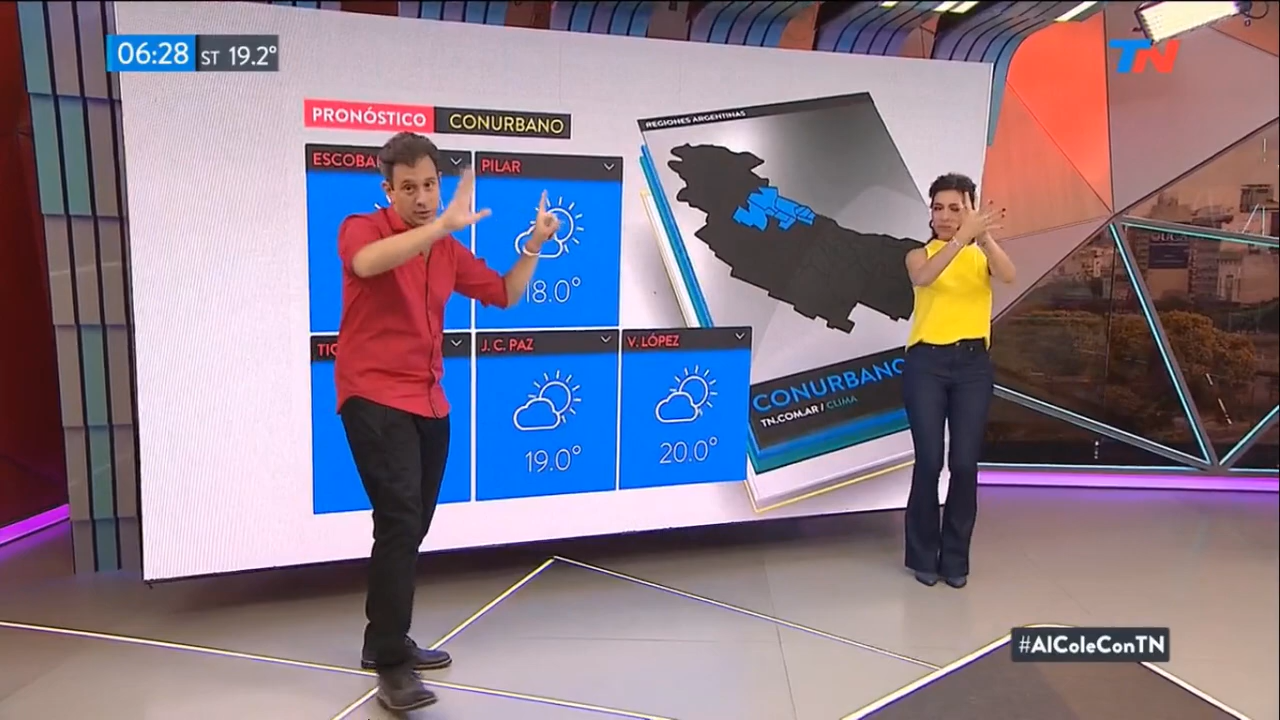 06:28 ST 19.2°
TN
PRONÓSTICO CONURBANO
REGIONES ARGENTINAS
PILAR
18.0°
J. C. PAZ
V. LÓPEZ
19.0°
20.0°
CONURBANO
TN.COM.AR / CLIMA
#AlColeConTN